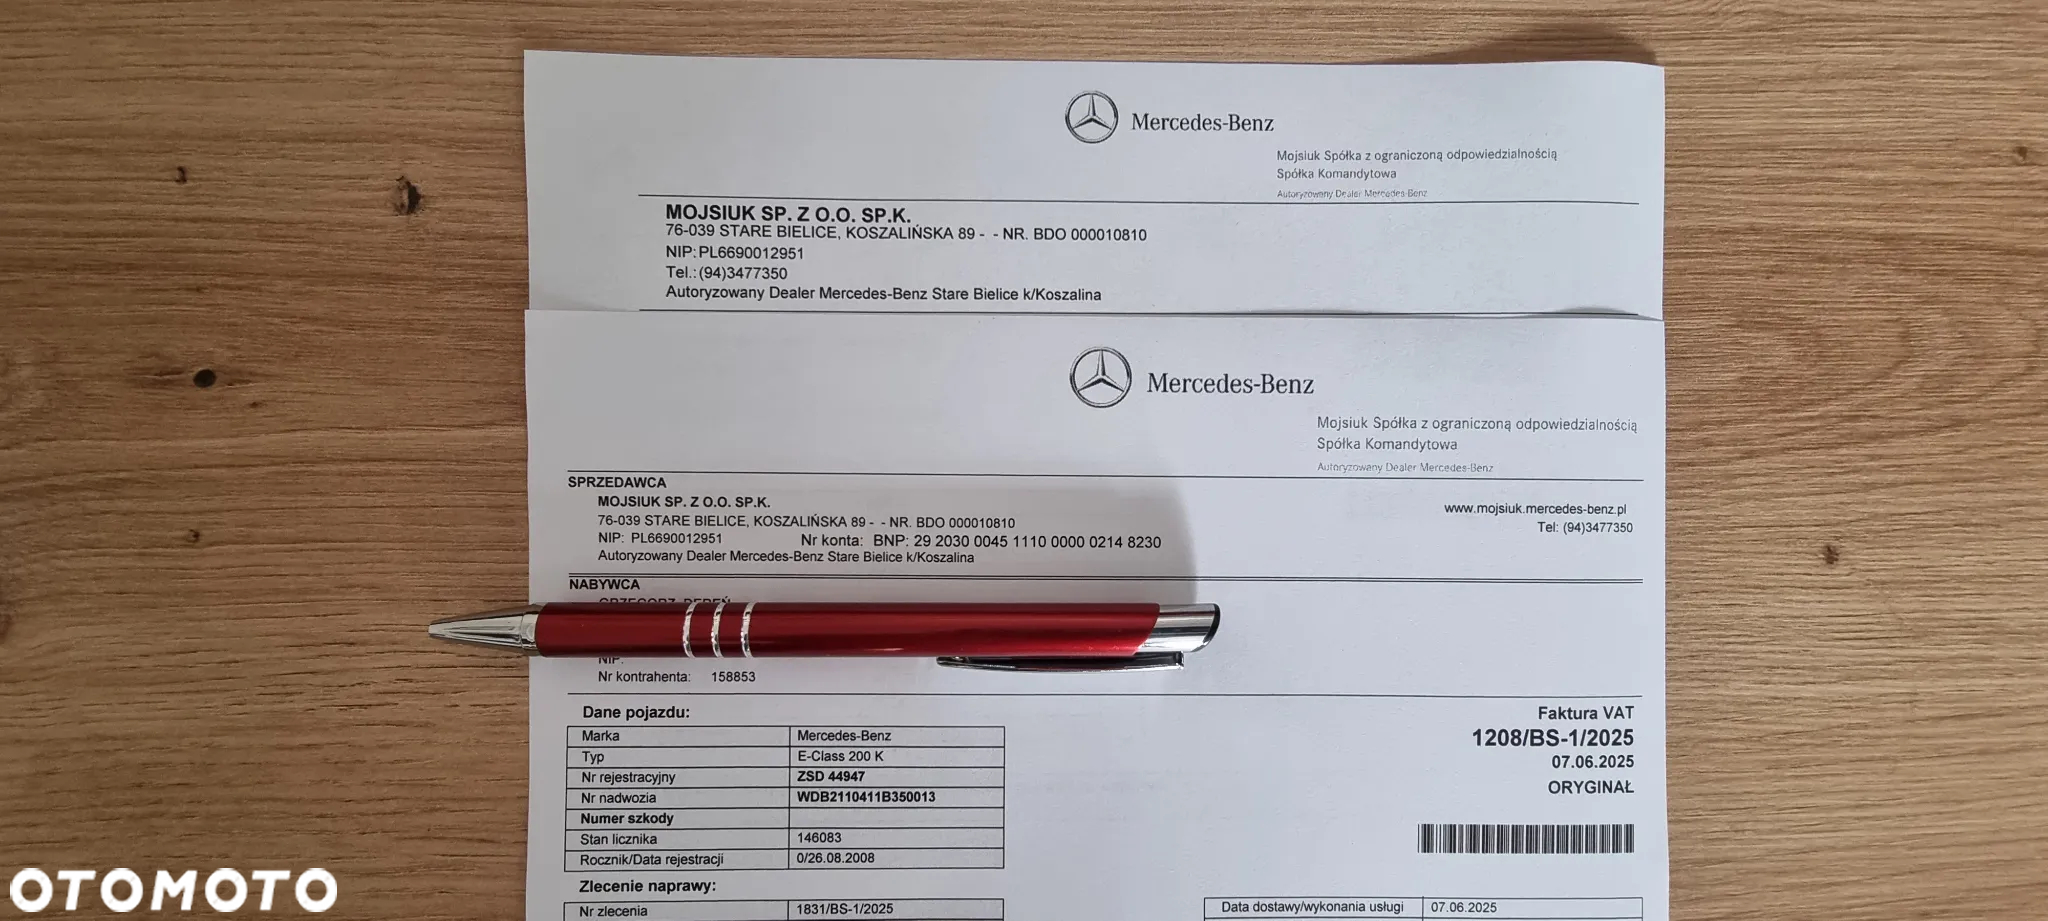 Mercedes-Benz
Mojsiuk Spółka z ograniczoną odpowiedzialnością
Spółka Komandytowa
Autoryzowany Dealer Mercedes-Benz
MOJSIUK SP. Z O.O. SP.K.
76-039 STARE BIELICE, KOSZALIŃSKA 89 - - NR. BDO 000010810
NIP: PL6690012951
Tel.: (94)3477350
Autoryzowany Dealer Mercedes-Benz Stare Bielice k/Koszalina
Mercedes-Benz
Mojsiuk Spółka z ograniczoną odpowiedzialnością
Spółka Komandytowa
Autoryzowany Dealer Mercedes-Benz
SPRZEDAWCA
MOJSIUK SP. Z O.O. SP.K.
www.mojsiuk.mercedes-benz.pl
76-039 STARE BIELICE, KOSZALIŃSKA 89 - - NR. BDO 000010810
Tel: (94)3477350
NIP: PL6690012951 Nr konta: BNP: 29 2030 0045 1110 0000 0214 8230
Autoryzowany Dealer Mercedes-Benz Stare Bielice k/Koszalina
NABYWCA
NIP:
Nr kontrahenta: 158853
Dane pojazdu:
Marka Mercedes-Benz
Typ E-Class 200 K
Nr rejestracyjny ZSD 44947
Nr nadwozia WDB2110411B350013
Numer szkody
Stan licznika 146083
Rocznik/Data rejestracji 0/26.08.2008
Faktura VAT
1208/BS-1/2025
07.06.2025
ORYGINAŁ
Zlecenie naprawy:
Nr zlecenia 1831/BS-1/2025
Data dostawy/wykonania usługi 07.06.2025
OTOMOTO